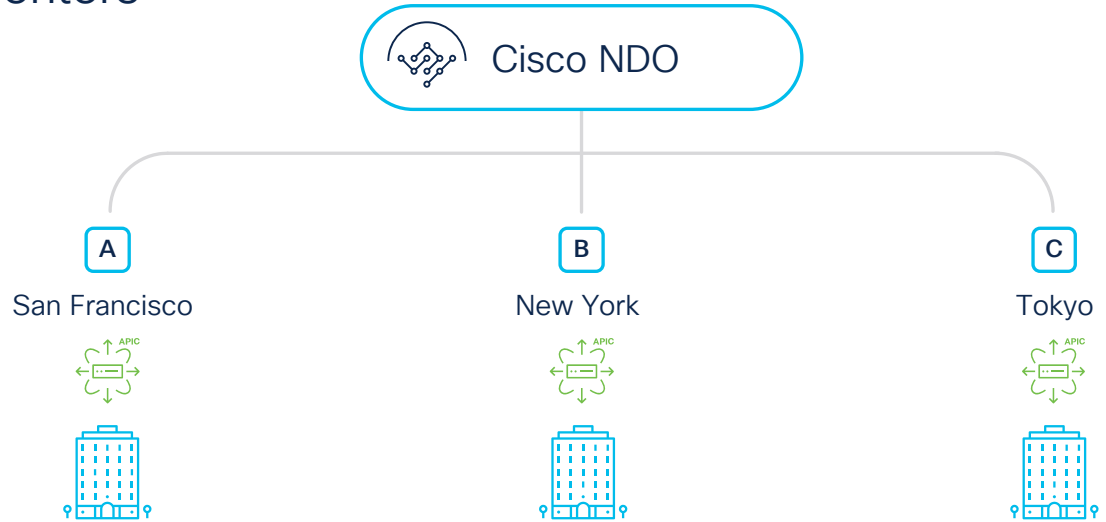 Cisco NDO
A
B
C
San Francisco
New York
Tokyo
APIC
APIC
APIC